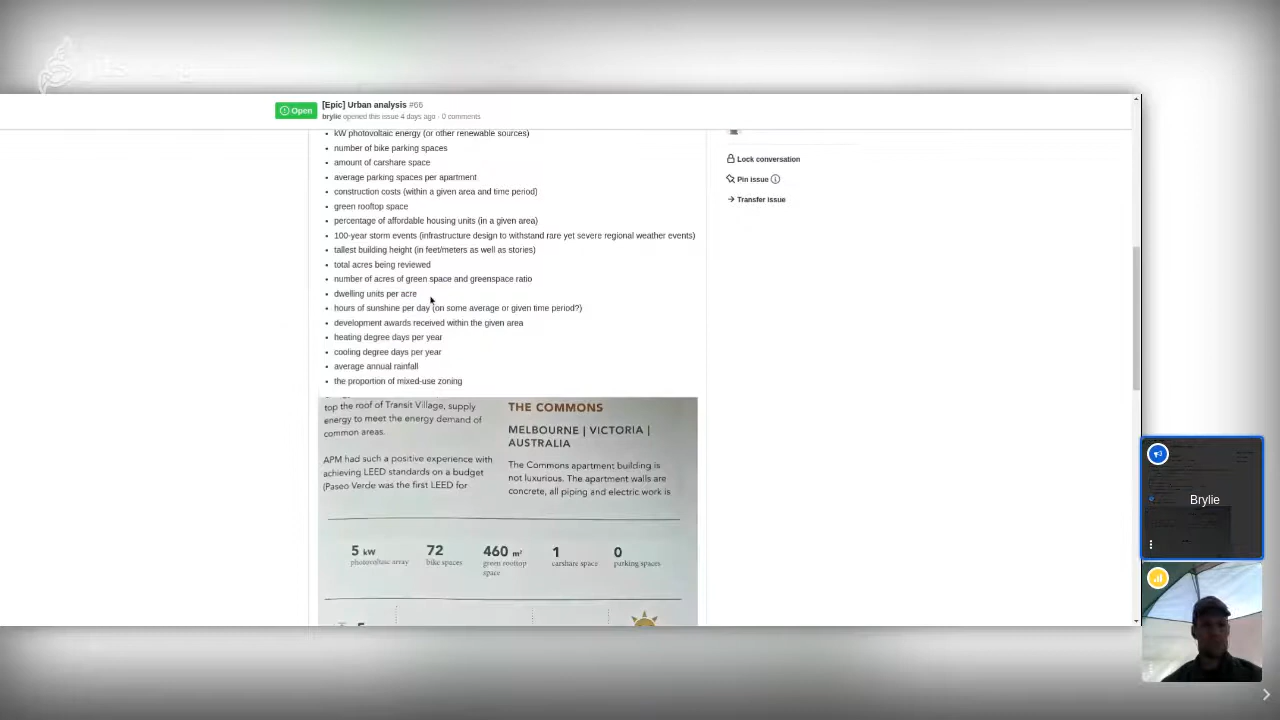 Open
[Epic] Urban analysis #66
brylie opened this issue 4 days ago · 0 comments
• kW photovoltaic energy (or other renewable sources)
• number of bike parking spaces
• amount of carshare space
• average parking spaces per apartment
• construction costs (within a given area and time period)
• green rooftop space
• percentage of affordable housing units (in a given area)
• 100-year storm events (infrastructure design to withstand rare yet severe regional weather events)
• tallest building height (in feet/meters as well as stories)
• total acres being reviewed
• number of acres of green space and greenspace ratio
• dwelling units per acre
• hours of sunshine per day (on some average or given time period?)
• development awards received within the given area
• heating degree days per year
• cooling degree days per year
• average annual rainfall
• the proportion of mixed-use zoning
top the roof of Transit Village, supply
energy to meet the energy demand of
common areas.
APM had such a positive experience with
achieving LEED standards on a budget
(Paseo Verde was the first LEED for
THE COMMONS
MELBOURNE | VICTORIA |
AUSTRALIA
The Commons apartment building is
not luxurious. The apartment walls are
concrete, all piping and electric work is
5 kW
photovoltaic array
72
bike spaces
460 m²
green rooftop
space
1
carshare space
0
parking spaces
Lock conversation
Pin issue
Transfer issue
Brylie